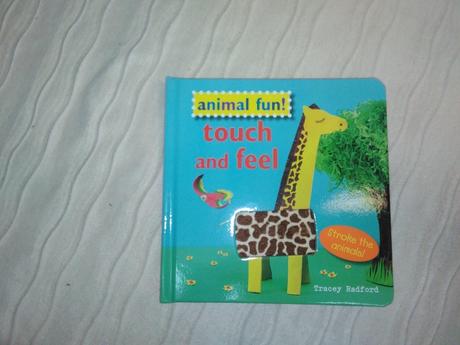 animal fun!
touch
and feel
Stroke the
animals!
Tracey Radford